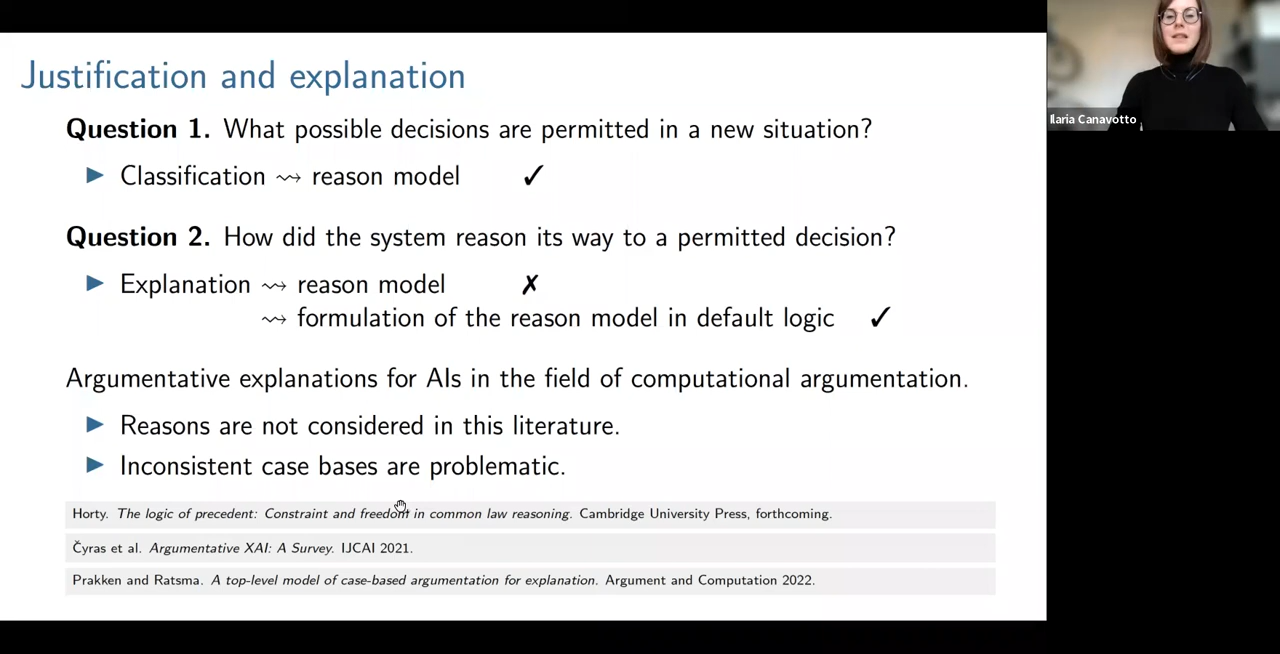 Justification and explanation
Question 1. What possible decisions are permitted in a new situation?
▶ Classification ⇝ reason model ✓
Question 2. How did the system reason its way to a permitted decision?
▶ Explanation ⇝ reason model ✗
⇝ formulation of the reason model in default logic ✓
Argumentative explanations for AIs in the field of computational argumentation.
▶ Reasons are not considered in this literature.
▶ Inconsistent case bases are problematic.
Horty. The logic of precedent: Constraint and freedom in common law reasoning. Cambridge University Press, forthcoming.
Čyras et al. Argumentative XAI: A Survey. IJCAI 2021.
Prakken and Ratsma. A top-level model of case-based argumentation for explanation. Argument and Computation 2022.
Ilaria Canavotto